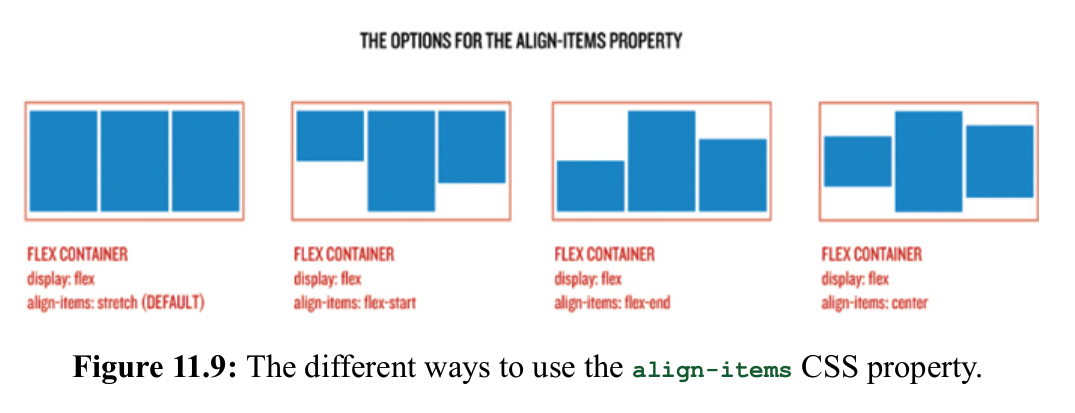 THE OPTIONS FOR THE ALIGN-ITEMS PROPERTY
FLEX CONTAINER
display: flex
align-items: stretch (DEFAULT)
FLEX CONTAINER
display: flex
align-items: flex-start
FLEX CONTAINER
display: flex
align-items: flex-end
FLEX CONTAINER
display: flex
align-items: center
Figure 11.9: The different ways to use the align-items CSS property.